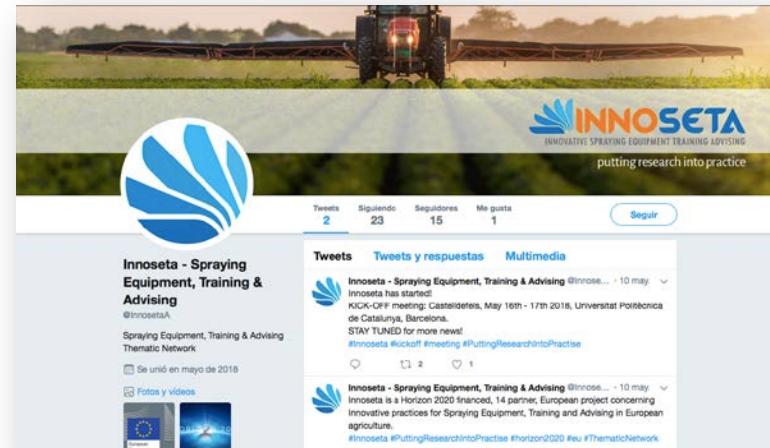 INNOSETA
INNOVATIVE SPRAYING EQUIPMENT TRAINING ADVISING
putting research into practice
Tweets Siguiendo Seguidores Me gusta
2 23 15 1
Seguir
Innoseta - Spraying
Equipment, Training &
Advising
@InnosetaA
Spraying Equipment, Training & Advising
Thematic Network
Se unió en mayo de 2018
Fotos y vídeos
Tweets Tweets y respuestas Multimedia
Innoseta - Spraying Equipment, Training & Advising @Innose... · 10 may.
Innoseta has started!
KICK-OFF meeting: Castelldefels, May 16th - 17th 2018, Universitat Politècnica
de Catalunya, Barcelona.
STAY TUNED for more news!
#Innoseta #kickoff #meeting #PuttingResearchIntoPractise
2 1
Innoseta - Spraying Equipment, Training & Advising @Innose... · 10 may.
Innoseta is a Horizon 2020 financed, 14 partner, European project concerning
Innovative practices for Spraying Equipment, Training and Advising in European
agriculture.
#Innoseta #PuttingResearchIntoPractise #horizon2020 #eu #ThematicNetwork